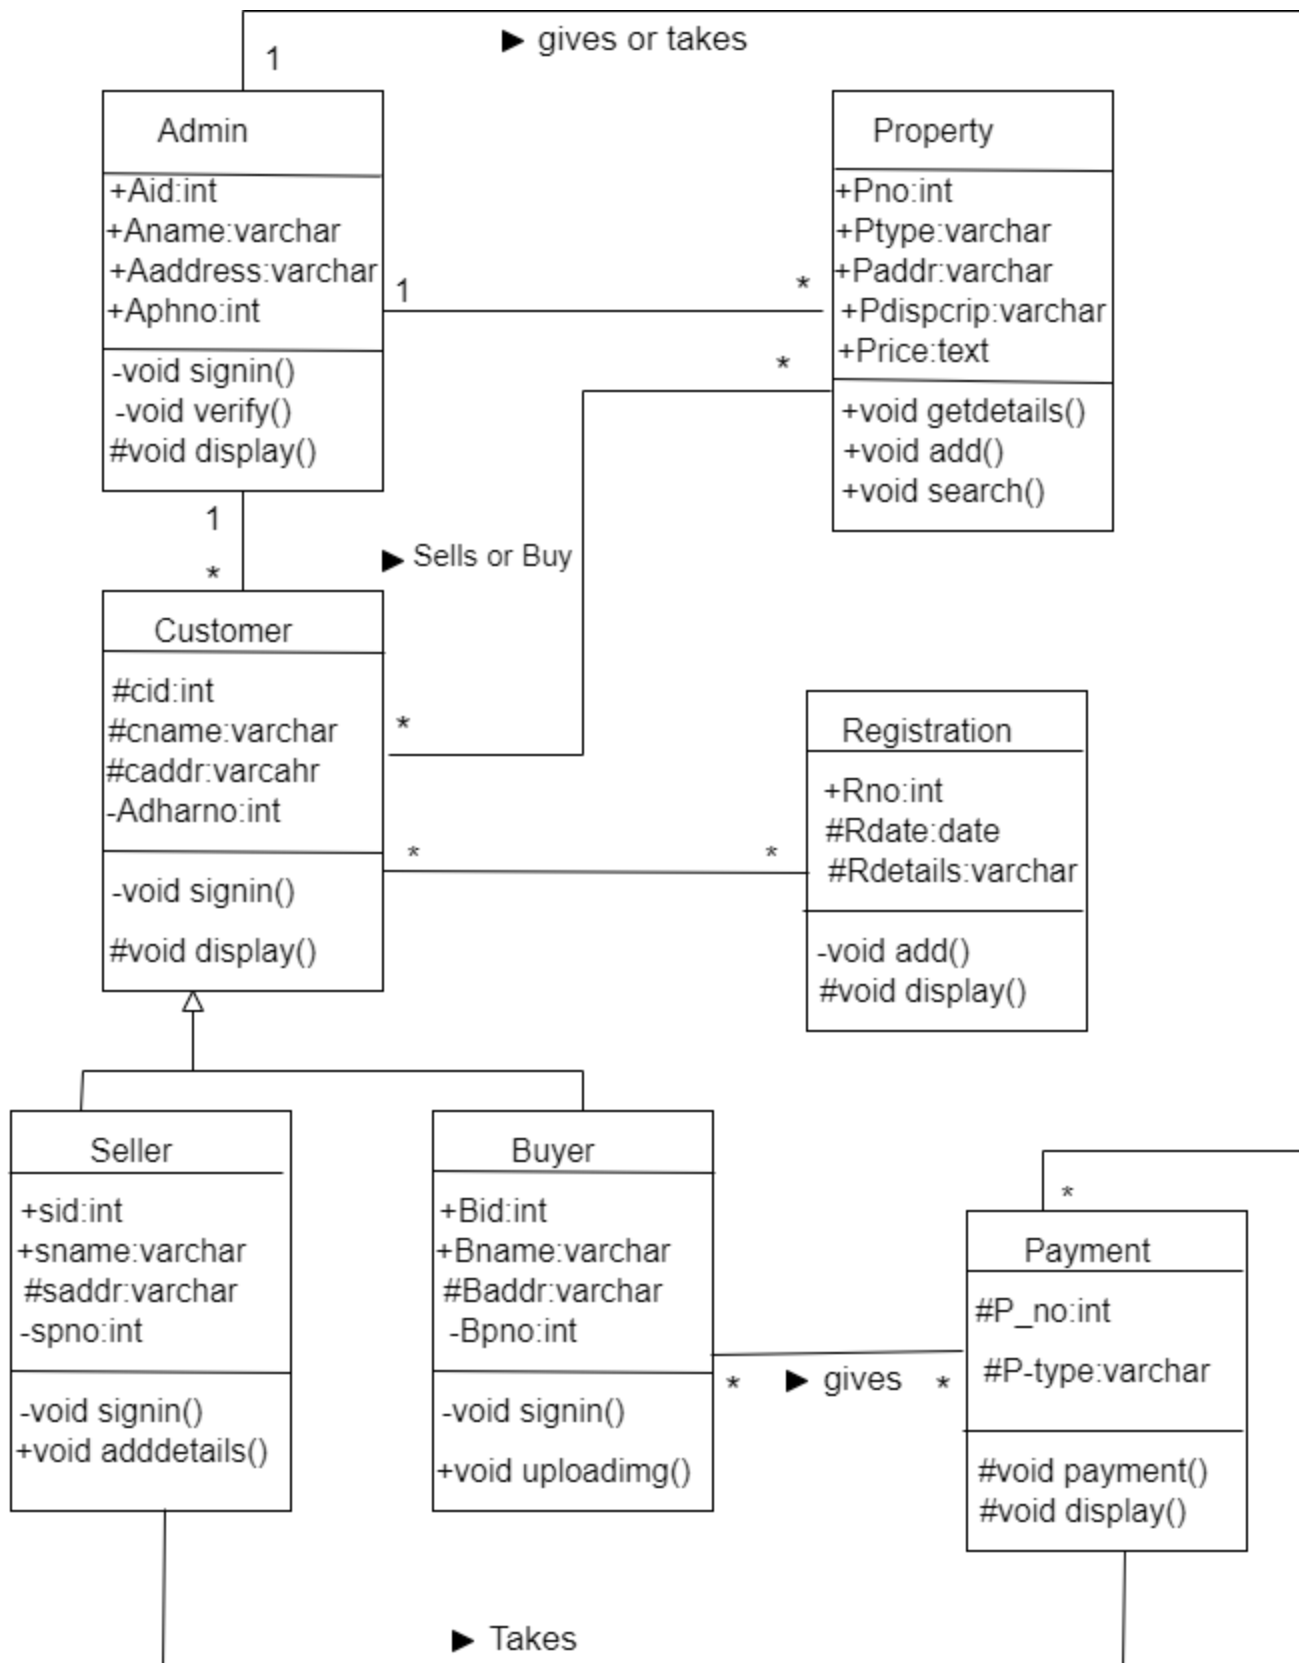 1
▶ gives or takes
Admin
+Aid:int
+Aname:varchar
+Aaddress:varchar
+Aphno:int
-void signin()
-void verify()
#void display()
Property
+Pno:int
+Ptype:varchar
+Paddr:varchar
+Pdispcrip:varchar
+Price:text
+void getdetails()
+void add()
+void search()
1
*
*
1
*
▶ Sells or Buy
Customer
#cid:int
#cname:varchar
#caddr:varcahr
-Adharno:int
-void signin()
#void display()
*
*
*
Registration
+Rno:int
#Rdate:date
#Rdetails:varchar
-void add()
#void display()
Seller
+sid:int
+sname:varchar
#saddr:varchar
-spno:int
-void signin()
+void adddetails()
Buyer
+Bid:int
+Bname:varchar
#Baddr:varchar
-Bpno:int
-void signin()
+void uploadimg()
* ▶ gives *
*
Payment
#P_no:int
#P-type:varchar
#void payment()
#void display()
▶ Takes